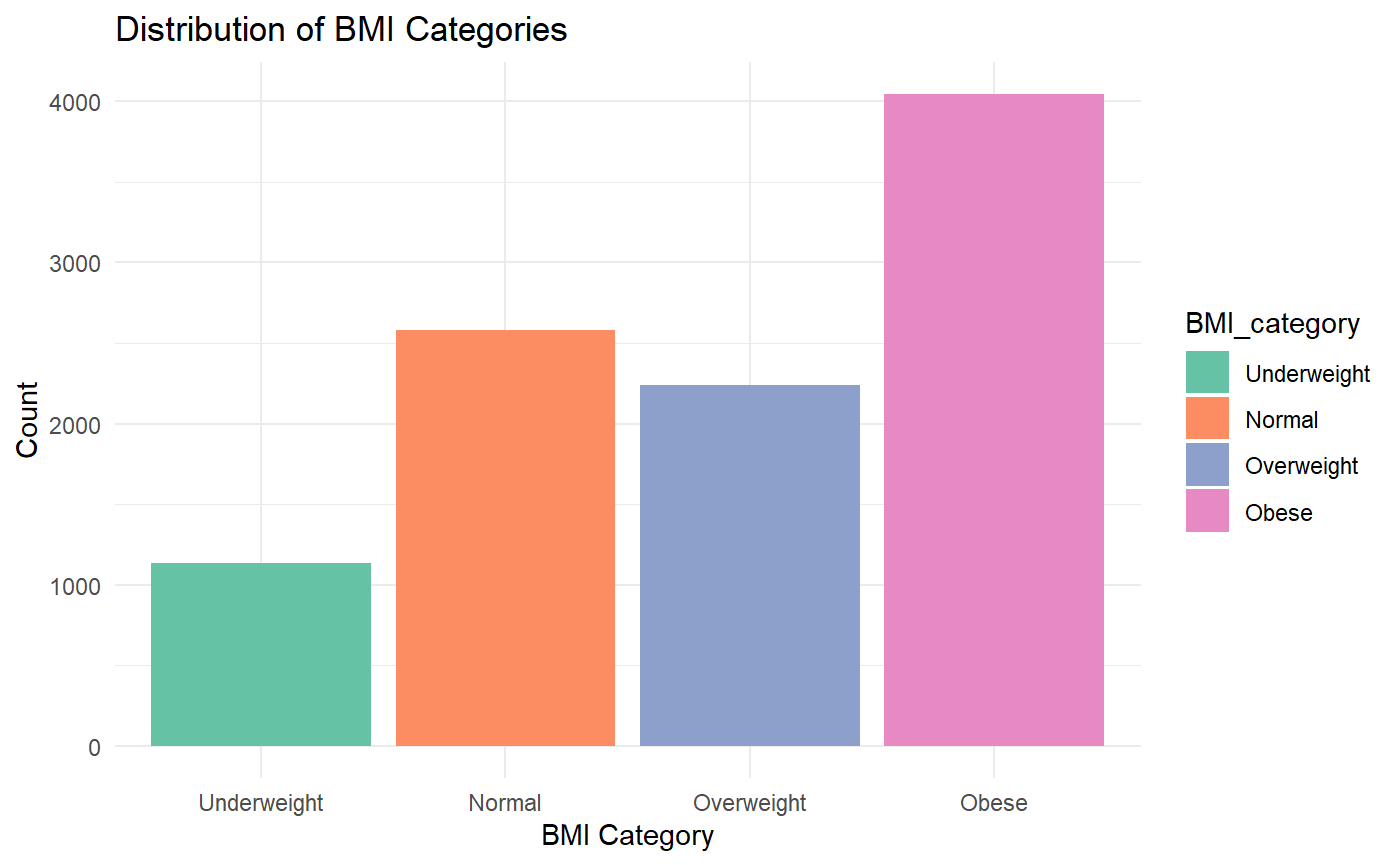 Distribution of BMI Categories
Count
4000
3000
2000
1000
0
Underweight
Normal
Overweight
Obese
BMI Category
BMI_category
Underweight
Normal
Overweight
Obese